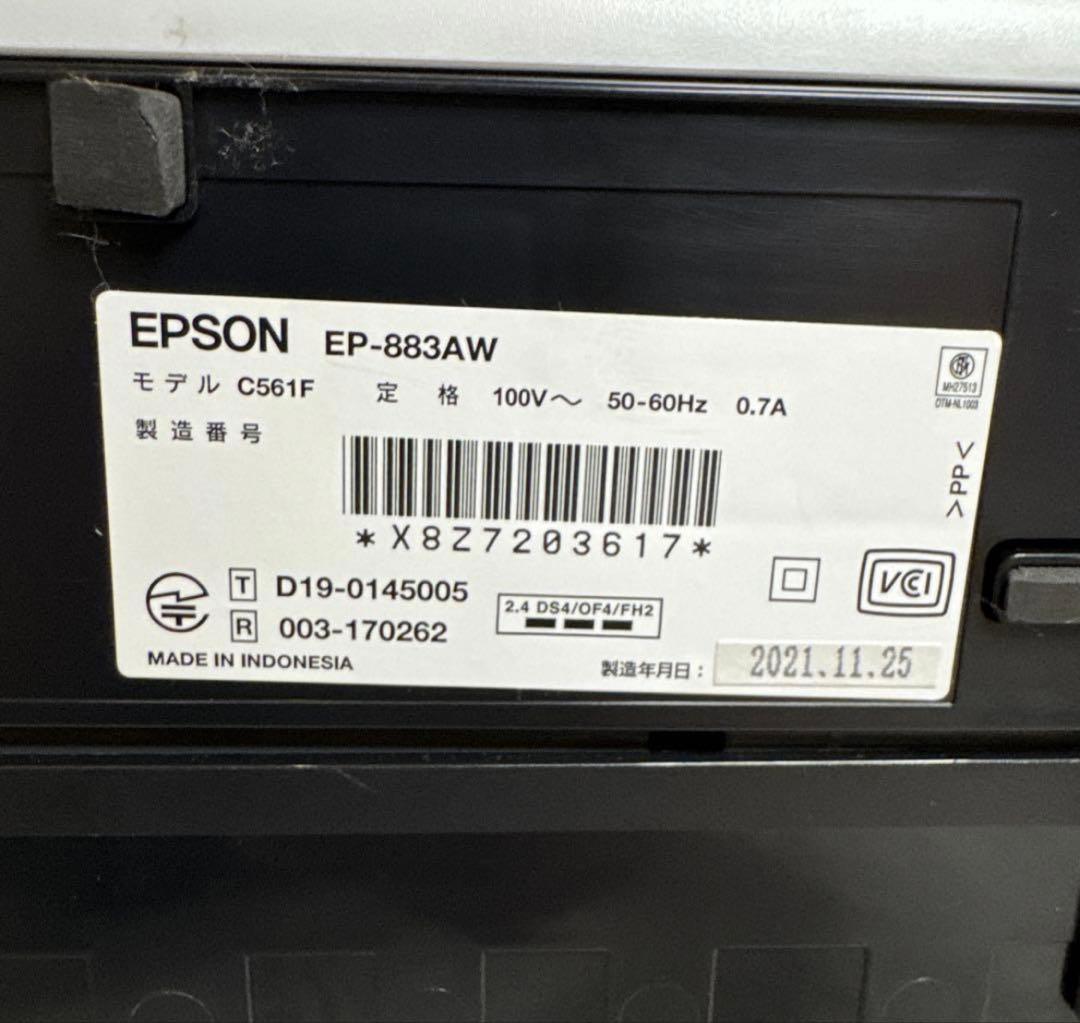 EPSON EP-883AW
モデル C561F 定格 100V～ 50-60Hz 0.7A
製造番号
*X8Z7203617*
T D19-0145005
R 003-170262
2.4 DS4/OF4/FH2
MADE IN INDONESIA
製造年月日： 2021.11.25
MH27513
DTM-NL1003
>PP<
VCCI